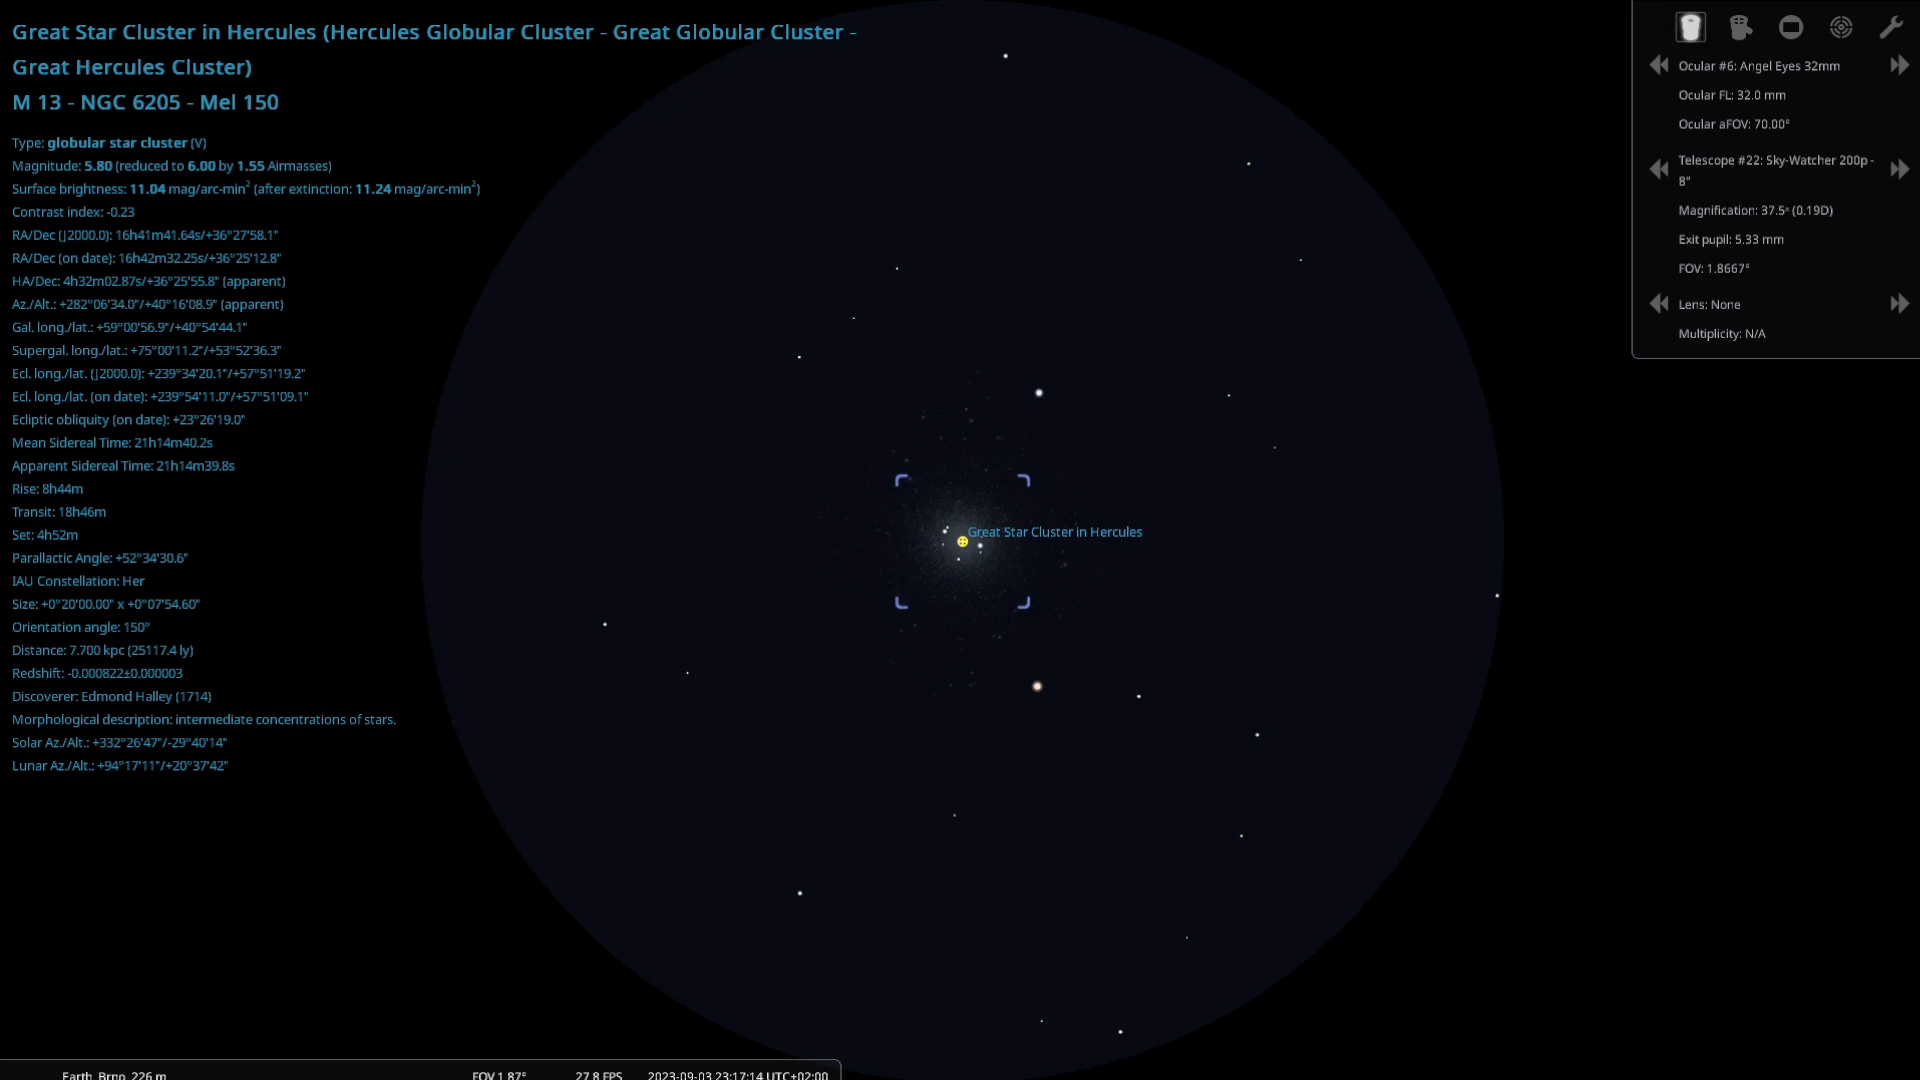 Great Star Cluster in Hercules (Hercules Globular Cluster - Great Globular Cluster -
Great Hercules Cluster)
M 13 - NGC 6205 - Mel 150
Type: globular star cluster (V)
Magnitude: 5.80 (reduced to 6.00 by 1.55 Airmasses)
Surface brightness: 11.04 mag/arc-min² (after extinction: 11.24 mag/arc-min²)
Contrast index: -0.23
RA/Dec (J2000.0): 16h41m41.64s/+36°27'58.1"
RA/Dec (on date): 16h42m32.25s/+36°25'12.8"
HA/Dec: 4h32m02.87s/+36°25'55.8" (apparent)
Az./Alt.: +282°06'34.0"/+40°16'08.9" (apparent)
Gal. long./lat.: +59°00'56.9"/+40°54'44.1"
Supergal. long./lat.: +75°00'11.2"/+53°52'36.3"
Ecl. long./lat. (J2000.0): +239°34'20.1"/+57°51'19.2"
Ecl. long./lat. (on date): +239°54'11.0"/+57°51'09.1"
Ecliptic obliquity (on date): +23°26'19.0"
Mean Sidereal Time: 21h14m40.2s
Apparent Sidereal Time: 21h14m39.8s
Rise: 8h44m
Transit: 18h46m
Set: 4h52m
Parallactic Angle: +52°34'30.6"
IAU Constellation: Her
Size: +0°20'00.00" x +0°07'54.60"
Orientation angle: 150°
Distance: 7.700 kpc (25117.4 ly)
Redshift: -0.000822±0.000003
Discoverer: Edmond Halley (1714)
Morphological description: intermediate concentrations of stars.
Solar Az./Alt.: +332°26'47"/-29°40'14"
Lunar Az./Alt.: +94°17'11"/+20°37'42"
Great Star Cluster in Hercules
Ocular #6: Angel Eyes 32mm
Ocular FL: 32.0 mm
Ocular aFOV: 70.00°
Telescope #22: Sky-Watcher 200p -
8"
Magnification: 37.5ˣ (0.19D)
Exit pupil: 5.33 mm
FOV: 1.8667°
Lens: None
Multiplicity: N/A
Earth, Brno, 226 m
FOV 1.87°
27.8 FPS
2023-09-03 23:17:14 UTC+02:00